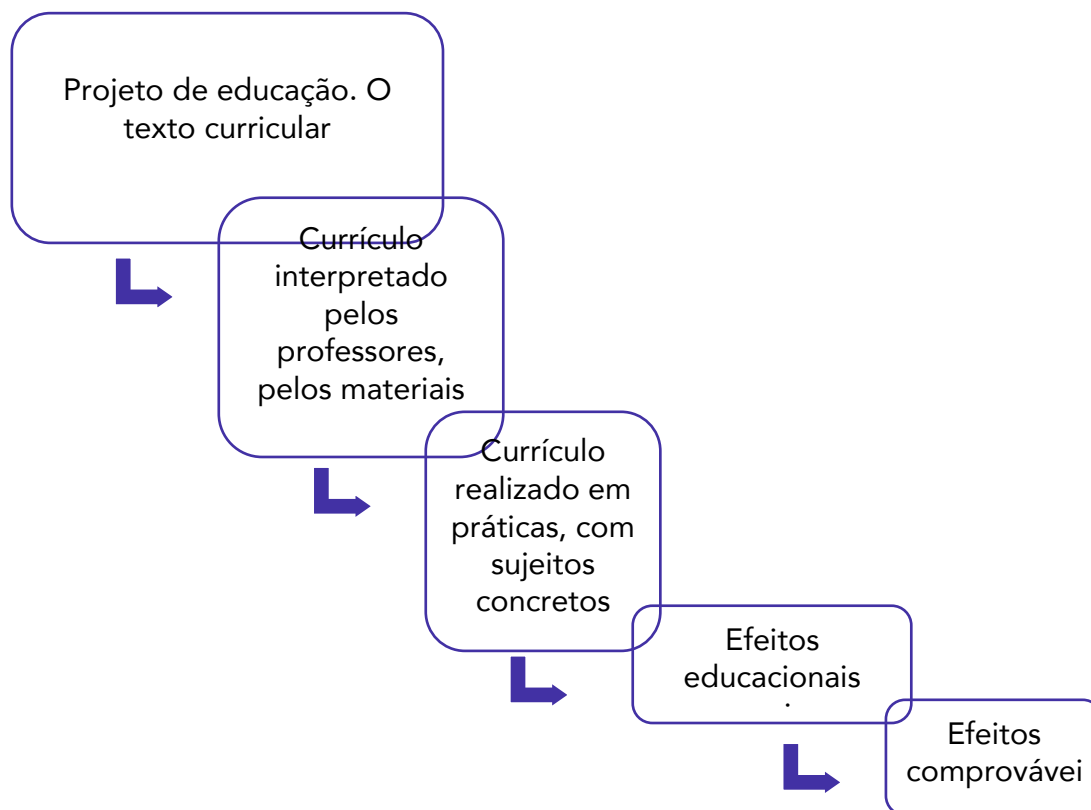 Projeto de educação. O
texto curricular
Currículo
interpretado
pelos
professores,
pelos materiais
Currículo
realizado em
práticas, com
sujeitos
concretos
Efeitos
educacionais
.
Efeitos
comprovávei